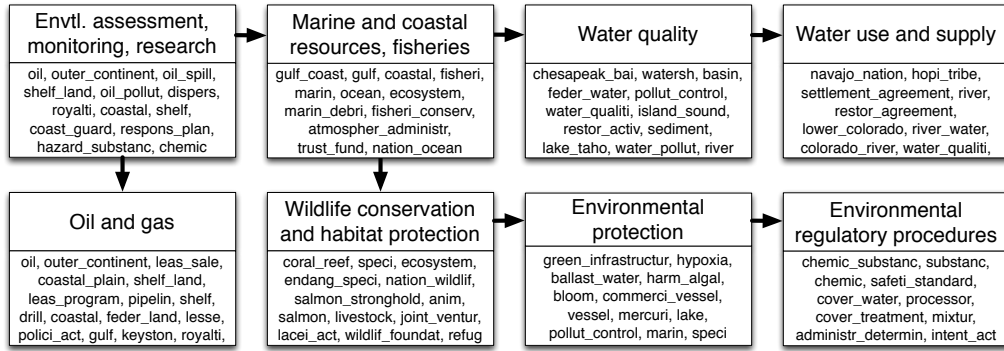 Envtl. assessment,
monitoring, research
oil, outer_continent, oil_spill,
shelf_land, oil_pollut, dispers,
royalti, coastal, shelf,
coast_guard, respons_plan,
hazard_substanc, chemic
Marine and coastal
resources, fisheries
gulf_coast, gulf, coastal, fisheri,
marin, ocean, ecosystem,
marin_debri, fisheri_conserv,
atmospher_administr,
trust_fund, nation_ocean
Water quality
chesapeak_bai, watersh, basin,
feder_water, pollut_control,
water_qualiti, island_sound,
restor_activ, sediment,
lake_taho, water_pollut, river
Water use and supply
navajo_nation, hopi_tribe,
settlement_agreement, river,
restor_agreement,
lower_colorado, river_water,
colorado_river, water_qualiti,
Oil and gas
oil, outer_continent, leas_sale,
coastal_plain, shelf_land,
leas_program, pipelin, shelf,
drill, coastal, feder_land, lesse,
polici_act, gulf, keyston, royalti,
Wildlife conservation
and habitat protection
coral_reef, speci, ecosystem,
endang_speci, nation_wildlif,
salmon_stronghold, anim,
salmon, livestock, joint_ventur,
lacei_act, wildlif_foundat, refug
Environmental
protection
green_infrastructur, hypoxia,
ballast_water, harm_algal,
bloom, commerci_vessel,
vessel, mercuri, lake,
pollut_control, marin, speci
Environmental
regulatory procedures
chemic_substanc, substanc,
chemic, safeti_standard,
cover_water, processor,
cover_treatment, mixtur,
administr_determin, intent_act